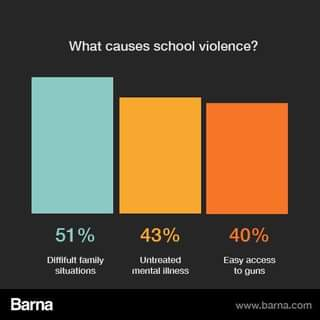 What causes school violence?
51% 43% 40%
Diffifult family situations
Untreated mental illness
Easy access to guns
Barna www.barna.com